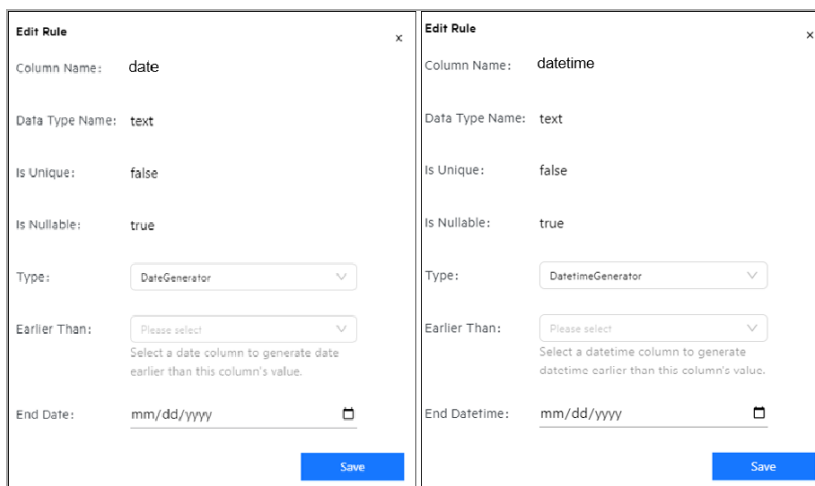 Edit Rule
x
Column Name: date
Data Type Name: text
Is Unique: false
Is Nullable: true
Type: DateGenerator
Earlier Than: Please select
Select a date column to generate date
earlier than this column's value.
End Date: mm/dd/yyyy
Save
Edit Rule
x
Column Name: datetime
Data Type Name: text
Is Unique: false
Is Nullable: true
Type: DatetimeGenerator
Earlier Than: Please select
Select a datetime column to generate
datetime earlier than this column's value.
End Datetime: mm/dd/yyyy
Save